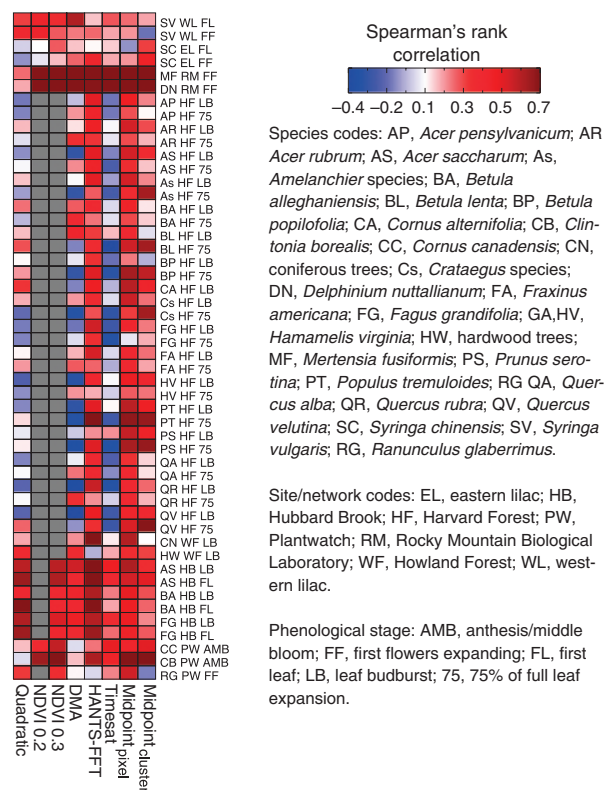 SV WL FL
SV WL FF
SC EL FL
SC EL FF
MF RM FF
DN RM FF
AP HF LB
AP HF 75
AR HF LB
AR HF 75
AS HF LB
AS HF 75
As HF LB
As HF 75
BA HF LB
BA HF 75
BL HF LB
BL HF 75
BP HF LB
BP HF 75
CA HF LB
Cs HF LB
Cs HF 75
FG HF LB
FG HF 75
FA HF LB
FA HF 75
HV HF LB
HV HF 75
PT HF LB
PT HF 75
PS HF LB
PS HF 75
QA HF LB
QA HF 75
QR HF LB
QR HF 75
QV HF LB
QV HF 75
CN WF LB
HW WF LB
AS HB LB
AS HB FL
BA HB LB
BA HB FL
FG HB LB
FG HB FL
CC PW AMB
CB PW AMB
RG PW FF
Quadratic
NDVI 0.2
NDVI 0.3
DMA
HANTS-FFT
Timesat
Midpoint pixel
Midpoint cluster
Spearman's rank
correlation
−0.4 −0.2 0.1 0.3 0.5 0.7
Species codes: AP, Acer pensylvanicum; AR
Acer rubrum; AS, Acer saccharum; As,
Amelanchier species; BA, Betula
alleghaniensis; BL, Betula lenta; BP, Betula
popilofolia; CA, Cornus alternifolia; CB, Clin-
tonia borealis; CC, Cornus canadensis; CN,
coniferous trees; Cs, Crataegus species;
DN, Delphinium nuttallianum; FA, Fraxinus
americana; FG, Fagus grandifolia; GA,HV,
Hamamelis virginia; HW, hardwood trees;
MF, Mertensia fusiformis; PS, Prunus sero-
tina; PT, Populus tremuloides; RG QA, Quer-
cus alba; QR, Quercus rubra; QV, Quercus
velutina; SC, Syringa chinensis; SV, Syringa
vulgaris; RG, Ranunculus glaberrimus.
Site/network codes: EL, eastern lilac; HB,
Hubbard Brook; HF, Harvard Forest; PW,
Plantwatch; RM, Rocky Mountain Biological
Laboratory; WF, Howland Forest; WL, west-
ern lilac.
Phenological stage: AMB, anthesis/middle
bloom; FF, first flowers expanding; FL, first
leaf; LB, leaf budburst; 75, 75% of full leaf
expansion.